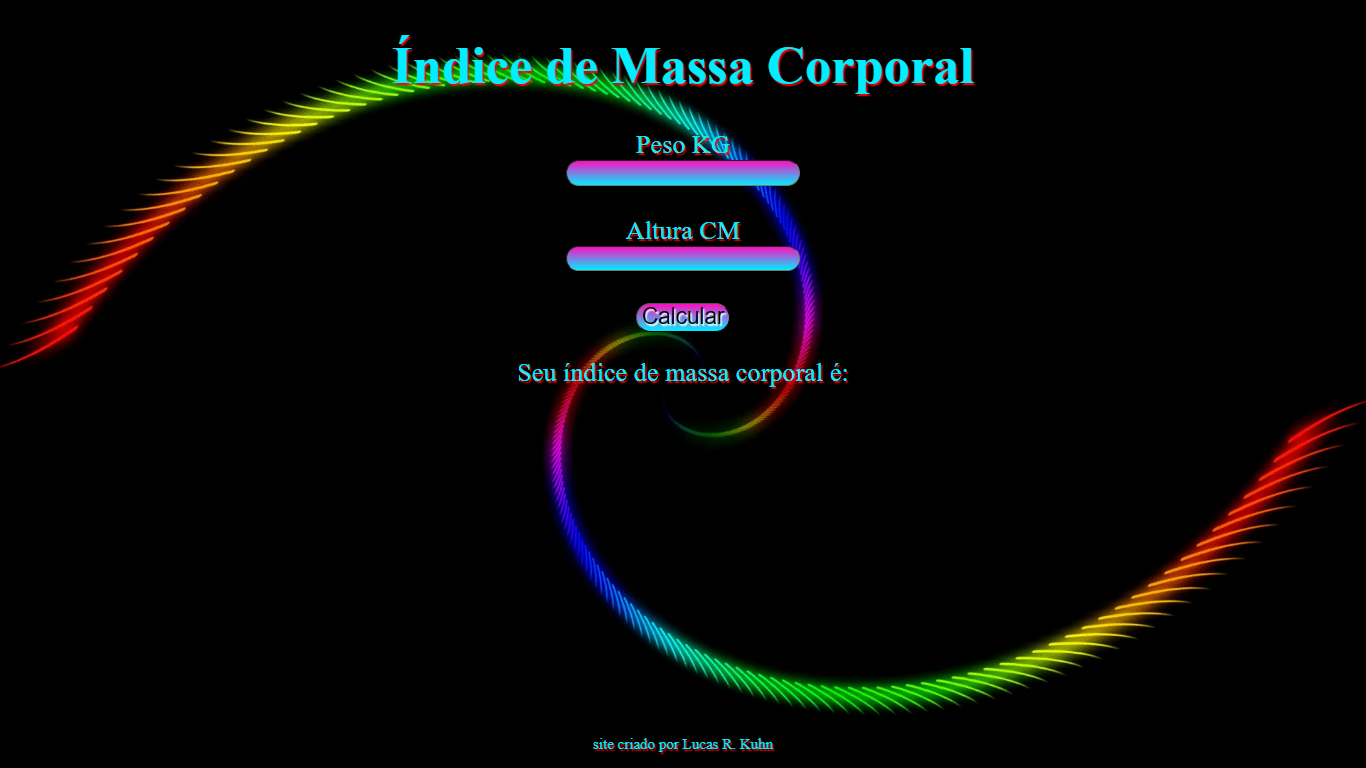 Índice de Massa Corporal
Peso KG
Altura CM
Calcular
Seu índice de massa corporal é:
site criado por Lucas R. Kuhn